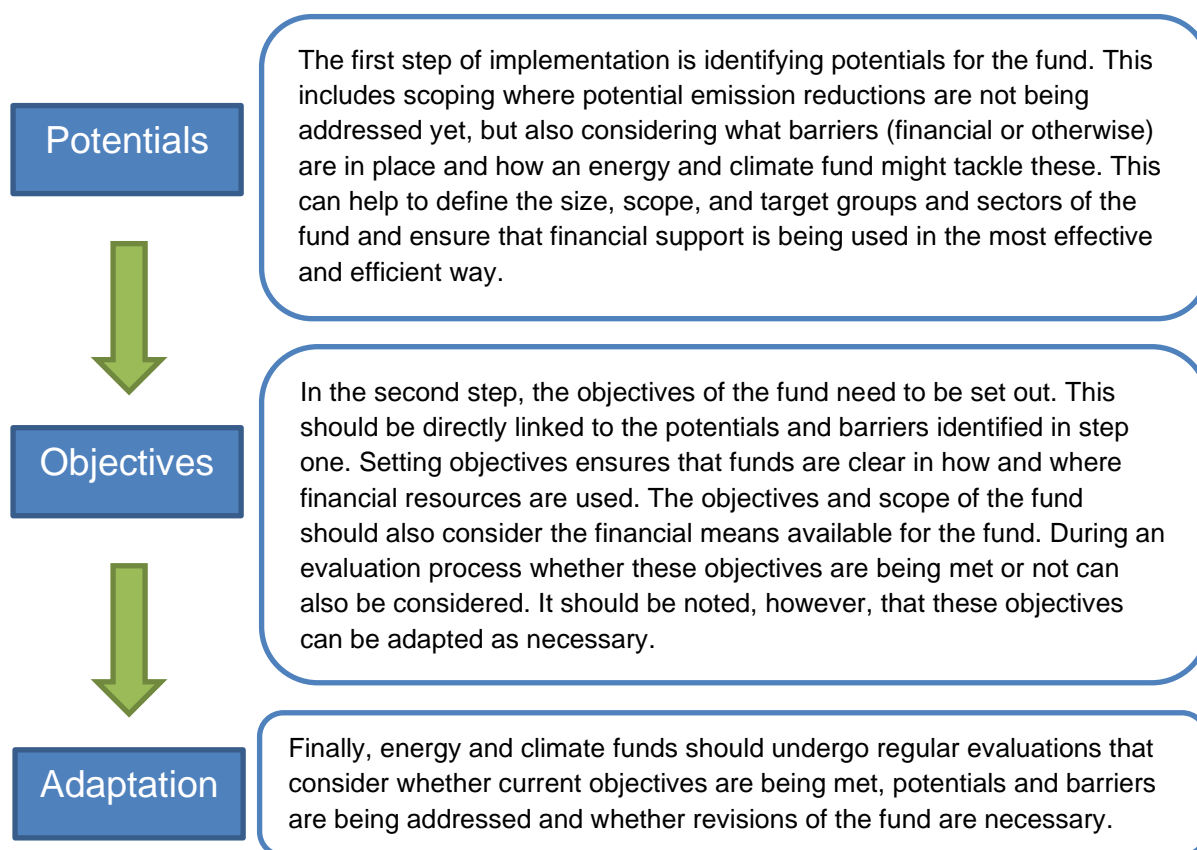 Potentials
The first step of implementation is identifying potentials for the fund. This
includes scoping where potential emission reductions are not being
addressed yet, but also considering what barriers (financial or otherwise)
are in place and how an energy and climate fund might tackle these. This
can help to define the size, scope, and target groups and sectors of the
fund and ensure that financial support is being used in the most effective
and efficient way.
Objectives
In the second step, the objectives of the fund need to be set out. This
should be directly linked to the potentials and barriers identified in step
one. Setting objectives ensures that funds are clear in how and where
financial resources are used. The objectives and scope of the fund
should also consider the financial means available for the fund. During an
evaluation process whether these objectives are being met or not can
also be considered. It should be noted, however, that these objectives
can be adapted as necessary.
Adaptation
Finally, energy and climate funds should undergo regular evaluations that
consider whether current objectives are being met, potentials and barriers
are being addressed and whether revisions of the fund are necessary.